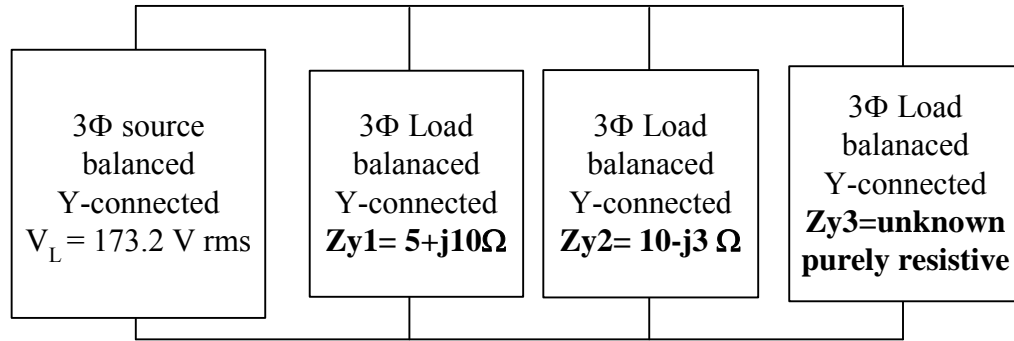 3Φ source
balanced
Y-connected
V_L = 173.2 V rms
3Φ Load
balanaced
Y-connected
Zy1= 5+j10Ω
3Φ Load
balanaced
Y-connected
Zy2= 10-j3 Ω
3Φ Load
balanaced
Y-connected
Zy3=unknown
purely resistive